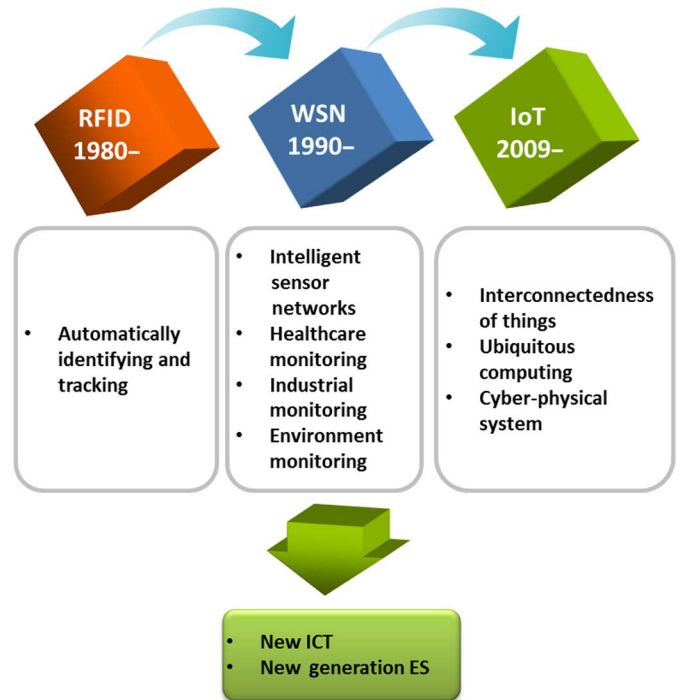 RFID
1980–
WSN
1990–
IoT
2009–
• Automatically
identifying and
tracking
• Intelligent
sensor
networks
• Healthcare
monitoring
• Industrial
monitoring
• Environment
monitoring
• Interconnectedness
of things
• Ubiquitous
computing
• Cyber-physical
system
• New ICT
• New generation ES